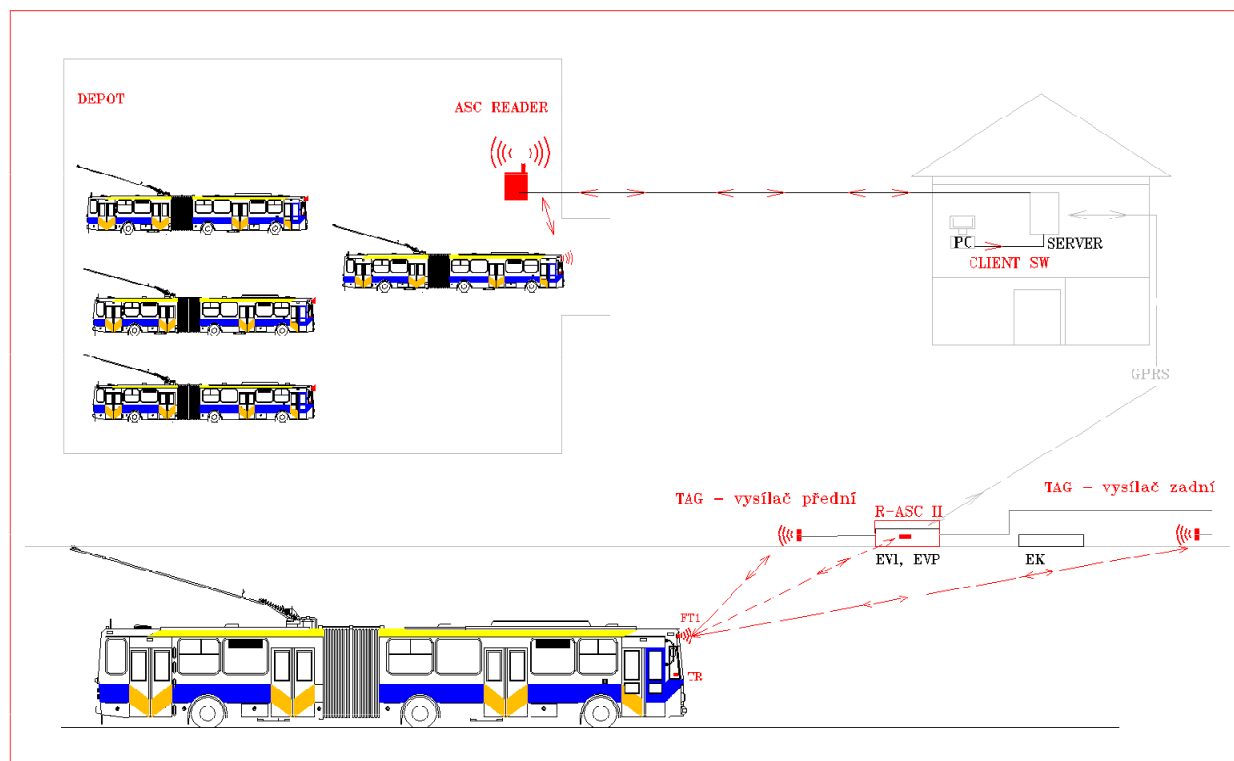 DEPOT
ASC READER
PC
SERVER
CLIENT SW
GPRS
TAG - vysílač přední
TAG - vysílač zadní
R-ASC II
EV1, EVP
EK
FT1
TR